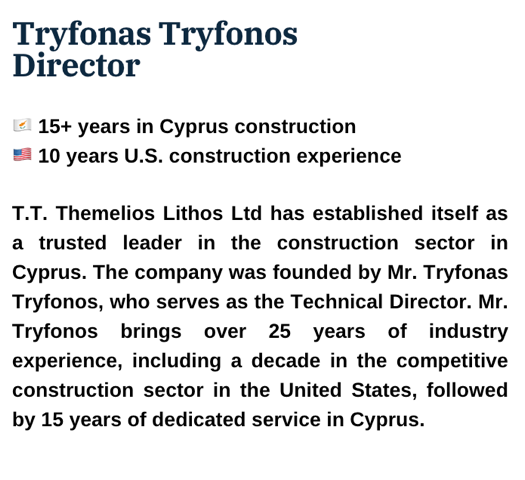 Tryfonas Tryfonos
Director
🇨🇾 15+ years in Cyprus construction
🇺🇸 10 years U.S. construction experience
T.T. Themelios Lithos Ltd has established itself as
a trusted leader in the construction sector in
Cyprus. The company was founded by Mr. Tryfonas
Tryfonos, who serves as the Technical Director. Mr.
Tryfonos brings over 25 years of industry
experience, including a decade in the competitive
construction sector in the United States, followed
by 15 years of dedicated service in Cyprus.